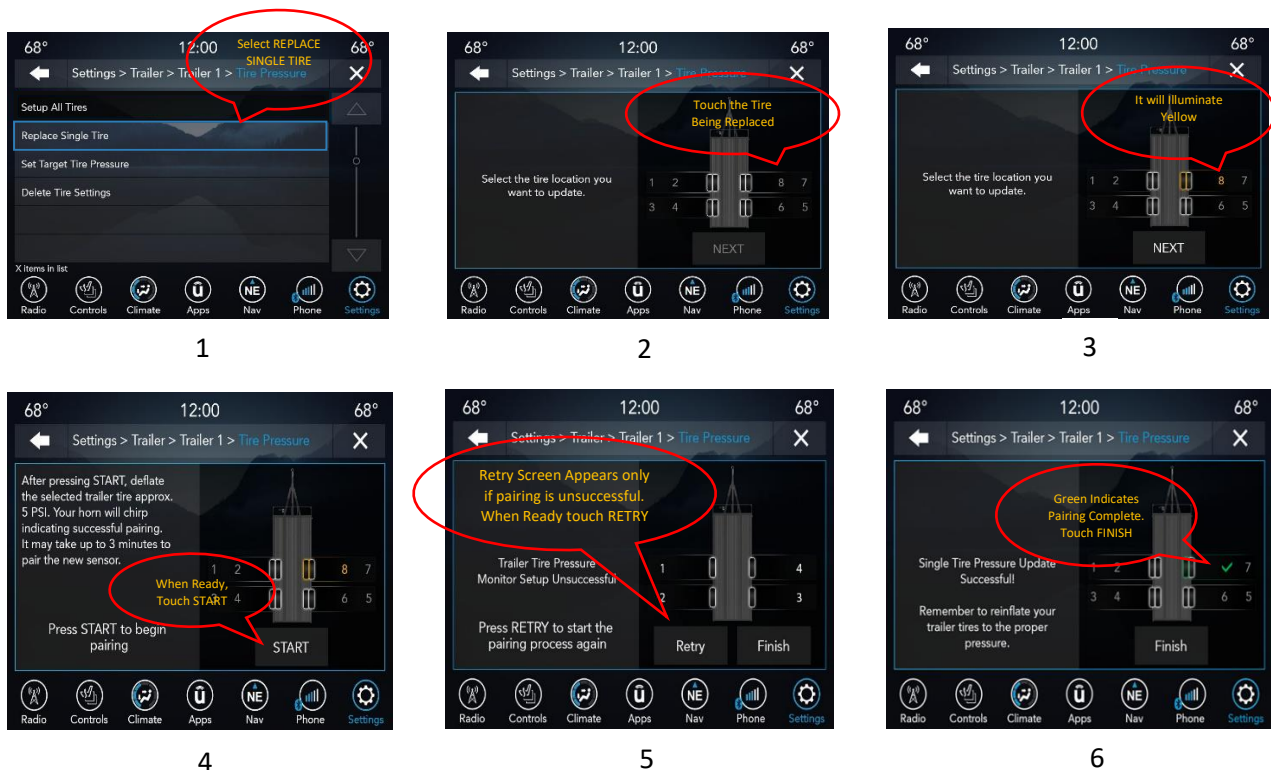 68° 12:00 68°
Select REPLACE
SINGLE TIRE
Settings > Trailer > Trailer 1 > Tire Pressure X
Setup All Tires
Replace Single Tire
Set Target Tire Pressure
Delete Tire Settings
X items in list
Radio Controls Climate Apps Nav Phone Settings
ū NE
1
68° 12:00 68°
Settings > Trailer > Trailer 1 > Tire Pressure X
Touch the Tire
Being Replaced
Select the tire location you
want to update.
1 2 8 7
3 4 6 5
NEXT
ū NE
Radio Controls Climate Apps Nav Phone Settings
2
68° 12:00 68°
Settings > Trailer > Trailer 1 > Tire Pressure X
It will Illuminate
Yellow
Select the tire location you
want to update.
1 2 8 7
3 4 6 5
NEXT
ū NE
Radio Controls Climate Apps Nav Phone Settings
3
68° 12:00 68°
Settings > Trailer > Trailer 1 > Tire Pressure X
After pressing START, deflate
the selected trailer tire approx.
5 PSI. Your horn will chirp
indicating successful pairing.
It may take up to 3 minutes to
pair the new sensor.
1 2 8 7
3 4 6 5
When Ready,
Touch START
Press START to begin
pairing
START
ū NE
Radio Controls Climate Apps Nav Phone Settings
4
68° 12:00 68°
Settings > Trailer > Trailer 1 > Tire Pressure X
Retry Screen Appears only
if pairing is unsuccessful.
When Ready touch RETRY
Trailer Tire Pressure
Monitor Setup Unsuccessful
1 4
2 3
Press RETRY to start the
pairing process again
Retry Finish
ū NE
Radio Controls Climate Apps Nav Phone Settings
5
68° 12:00 68°
Settings > Trailer > Trailer 1 > Tire Pressure X
Green Indicates
Pairing Complete.
Touch FINISH
Single Tire Pressure Update
Successful!
1 2 ✓ 7
3 4 6 5
Remember to reinflate your
trailer tires to the proper
pressure.
Finish
ū NE
Radio Controls Climate Apps Nav Phone Settings
6